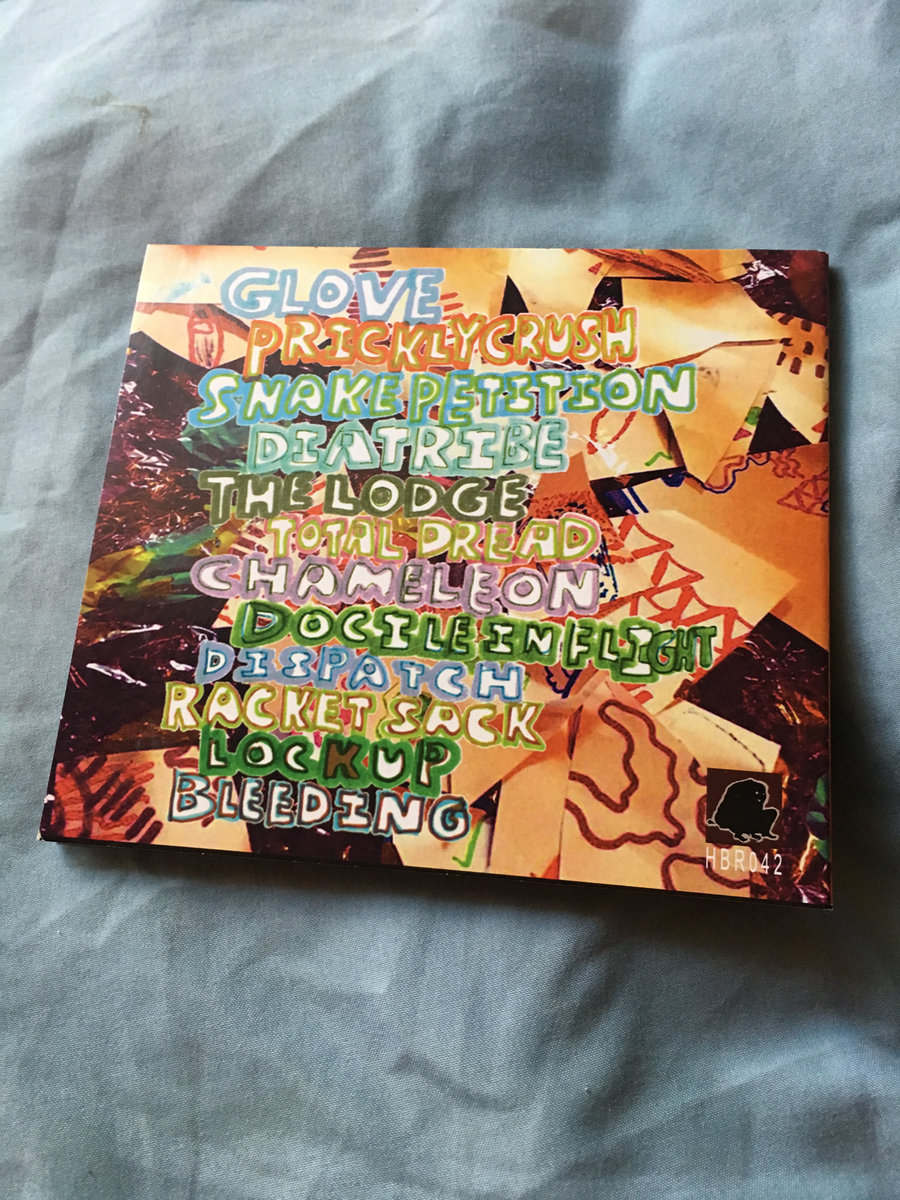 GLOVE
PRICKLYCRUSH
SNAKE PETITION
DIATRIBE
THE LODGE
TOTAL DREAD
CHAMELEON
DOCILE IN FLIGHT
DISPATCH
RACKET SACK
LOCKUP
BLEEDING
HBR042